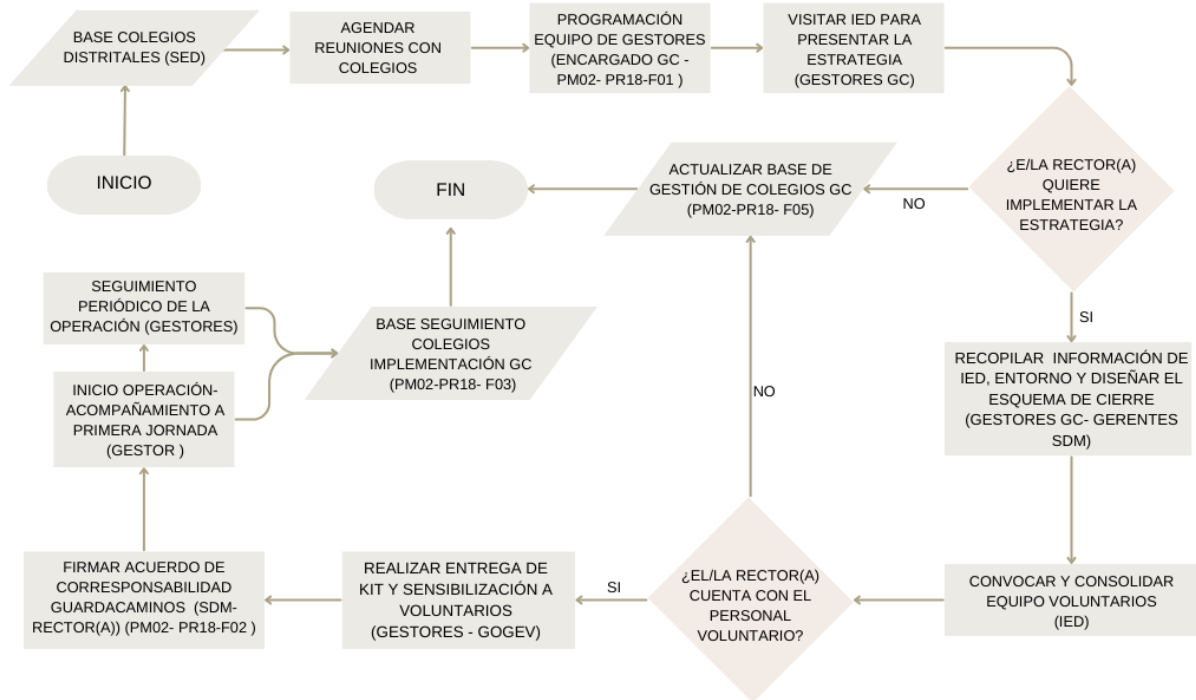 BASE COLEGIOS
DISTRITALES (SED)
AGENDAR
REUNIONES CON
COLEGIOS
PROGRAMACIÓN
EQUIPO DE GESTORES
(ENCARGADO GC -
PM02- PR18-F01 )
VISITAR IED PARA
PRESENTAR LA
ESTRATEGIA
(GESTORES GC)
INICIO
FIN
ACTUALIZAR BASE DE
GESTIÓN DE COLEGIOS GC
(PM02-PR18- F05)
NO
¿E/LA RECTOR(A)
QUIERE
IMPLEMENTAR LA
ESTRATEGIA?
SI
SEGUIMIENTO
PERIÓDICO DE LA
OPERACIÓN (GESTORES)
BASE SEGUIMIENTO
COLEGIOS
IMPLEMENTACIÓN GC
(PM02-PR18- F03)
INICIO OPERACIÓN-
ACOMPAÑAMIENTO A
PRIMERA JORNADA
(GESTOR )
NO
RECOPILAR  INFORMACIÓN DE
IED, ENTORNO Y DISEÑAR EL
ESQUEMA DE CIERRE
(GESTORES GC- GERENTES
SDM)
FIRMAR ACUERDO DE
CORRESPONSABILIDAD
GUARDACAMINOS  (SDM-
RECTOR(A)) (PM02- PR18-F02 )
REALIZAR ENTREGA DE
KIT Y SENSIBILIZACIÓN A
VOLUNTARIOS
(GESTORES - GOGEV)
SI
¿EL/LA RECTOR(A)
CUENTA CON EL
PERSONAL
VOLUNTARIO?
CONVOCAR Y CONSOLIDAR
EQUIPO VOLUNTARIOS
(IED)